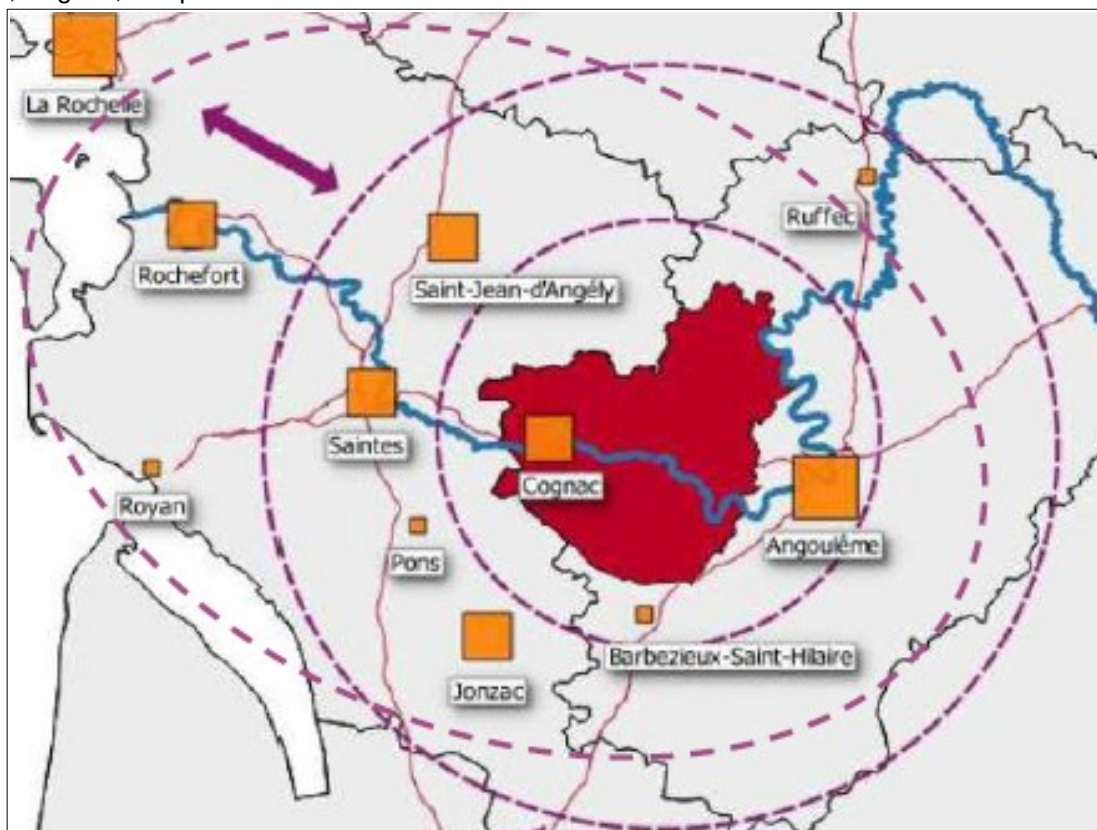 La Rochelle
Ruffec
Rochefort
Saint-Jean-d'Angély
Saintes
Cognac
Royan
Angoulême
Pons
Barbezieux-Saint-Hilaire
Jonzac